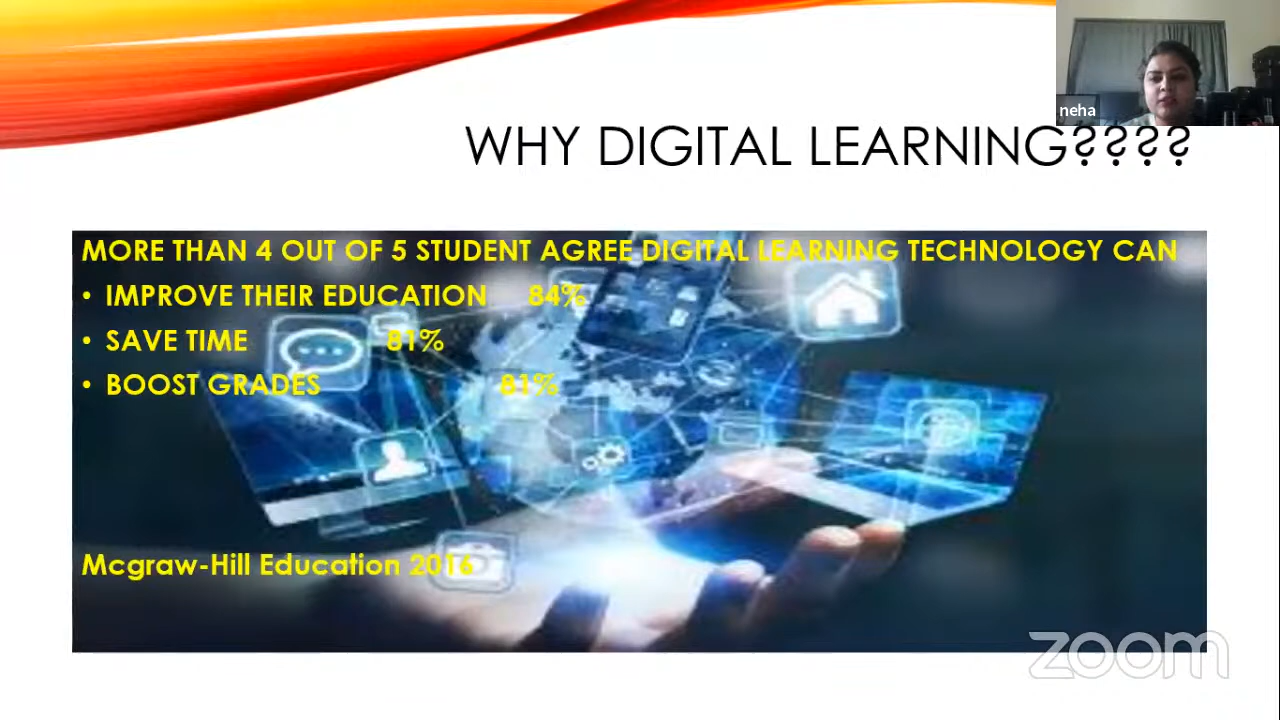 neha
WHY DIGITAL LEARNING????
MORE THAN 4 OUT OF 5 STUDENT AGREE DIGITAL LEARNING TECHNOLOGY CAN
• IMPROVE THEIR EDUCATION 84%
• SAVE TIME 81%
• BOOST GRADES 81%
Mcgraw-Hill Education 2016
zoom